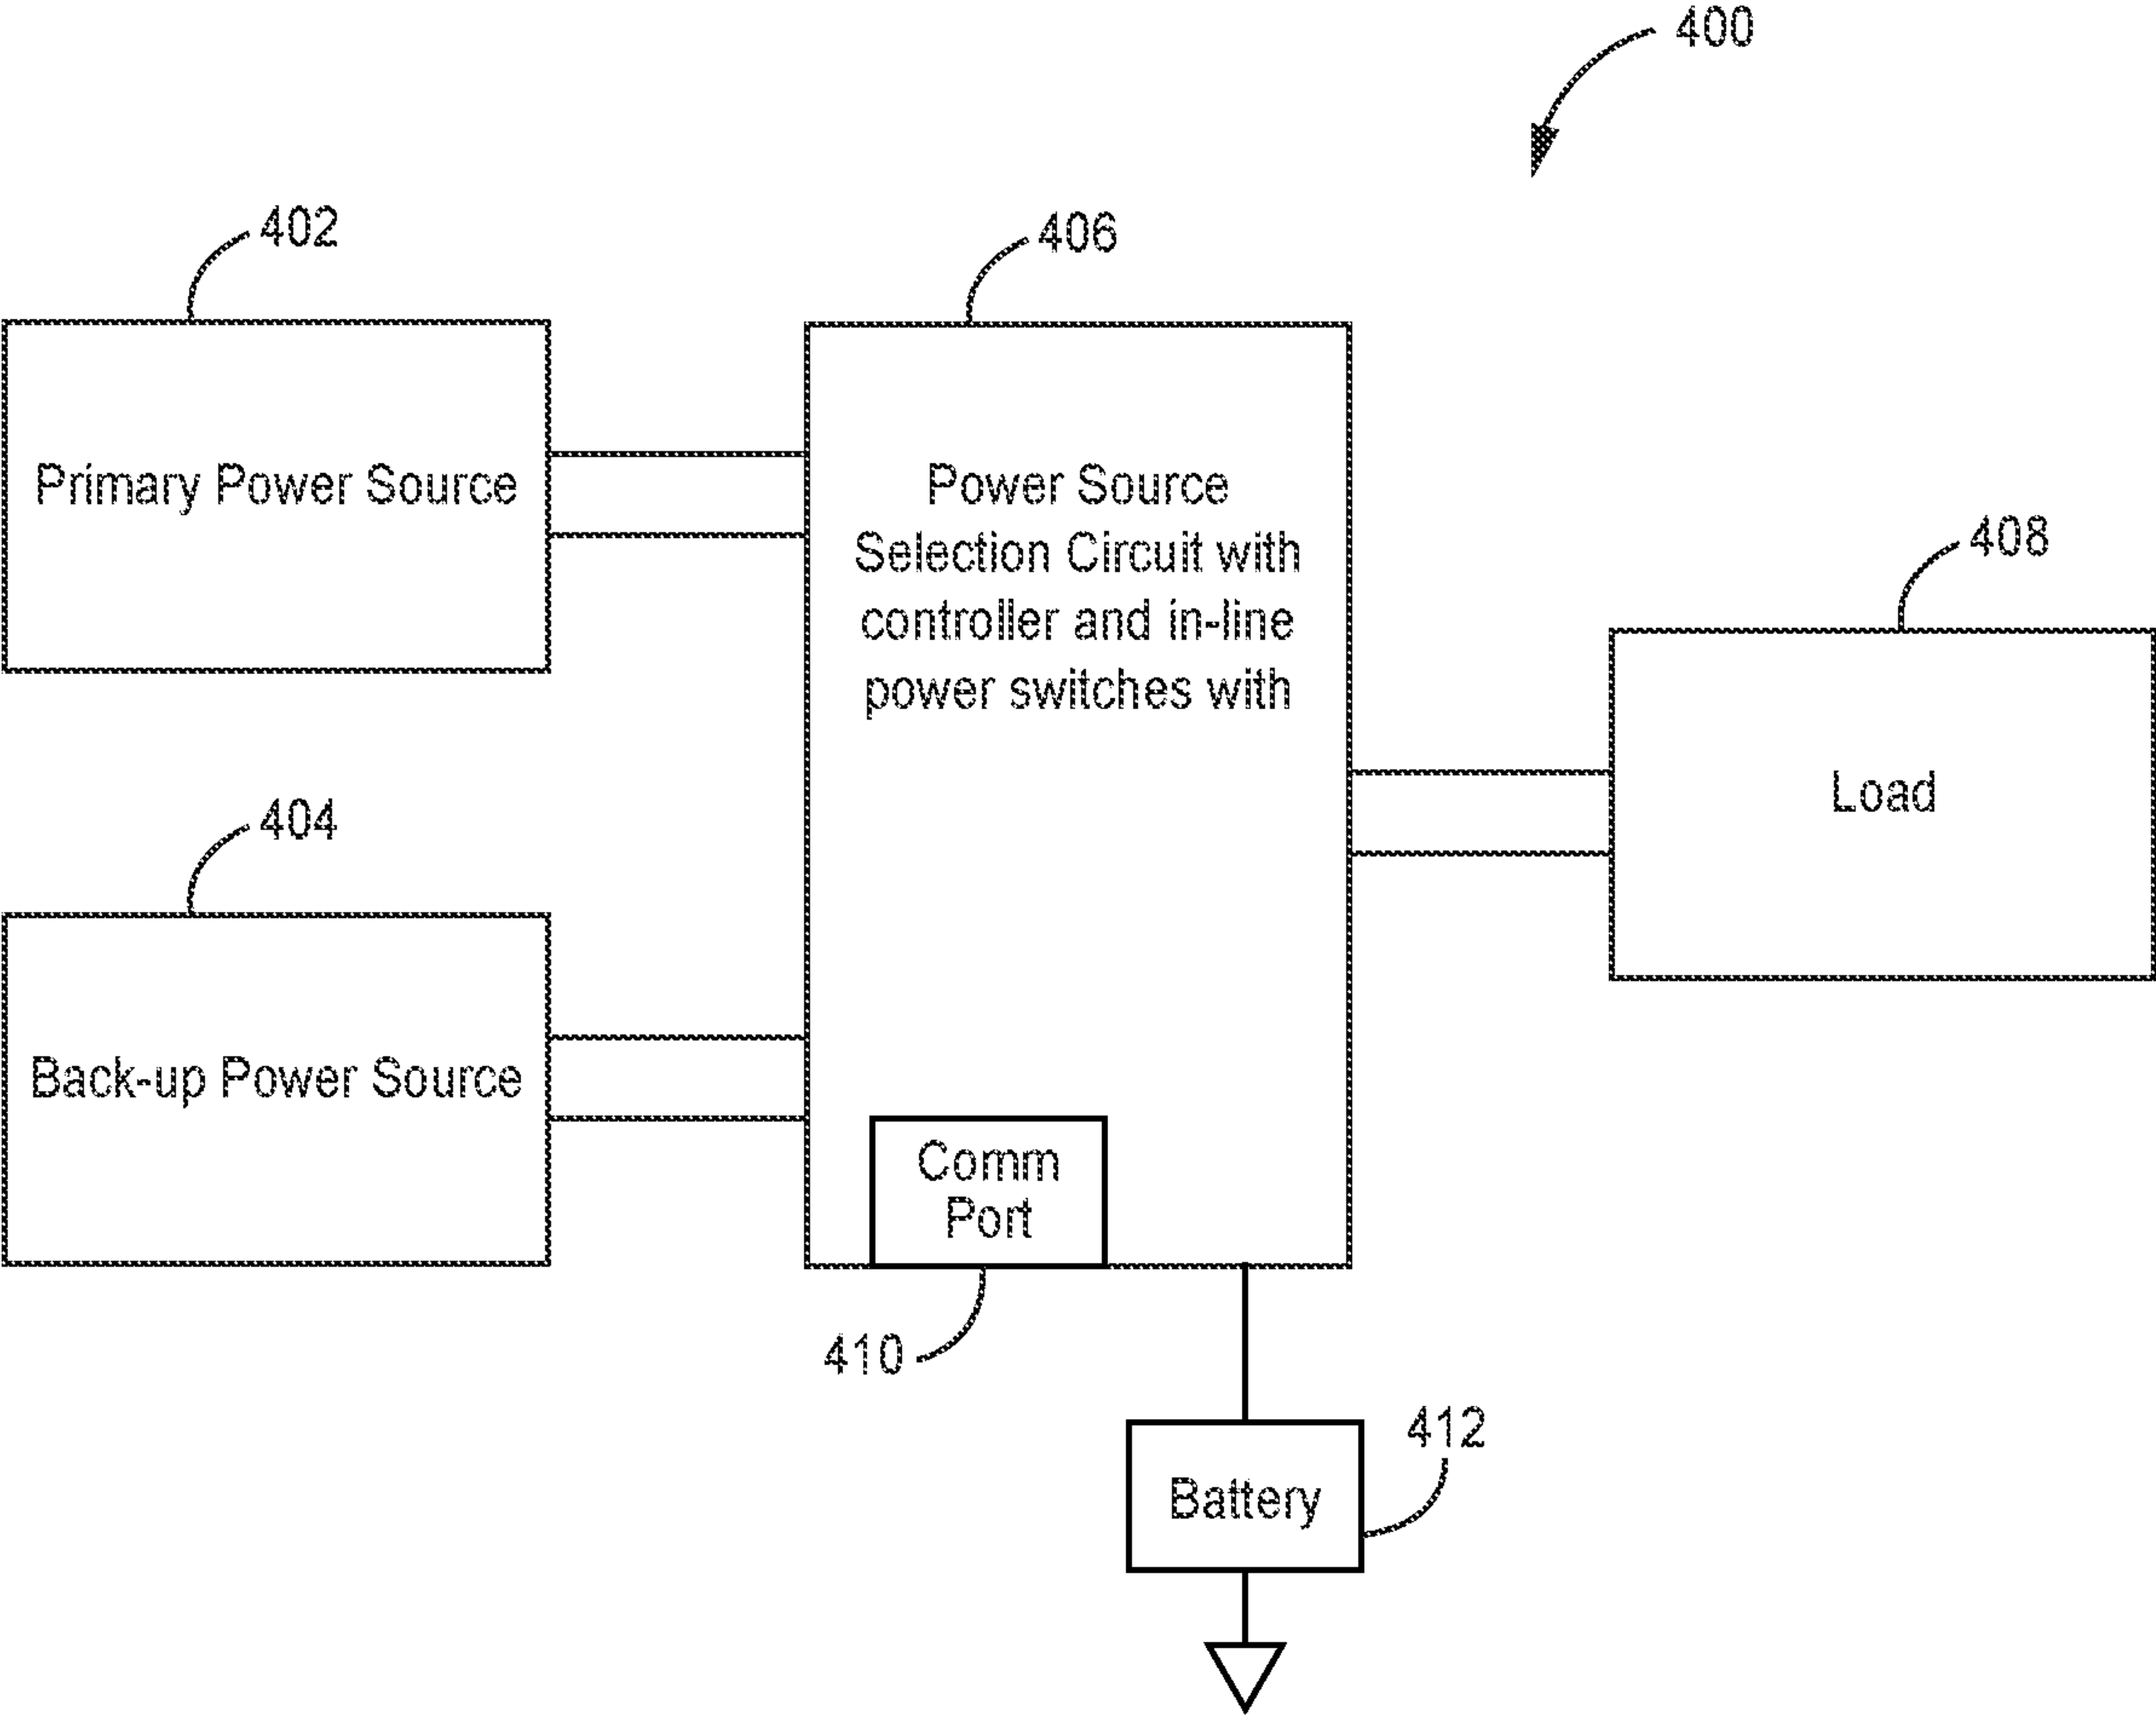 400
402
406
Primary Power Source
Power Source
Selection Circuit with
controller and in-line
power switches with
408
Load
404
Back-up Power Source
Comm
Port
410
412
Battery